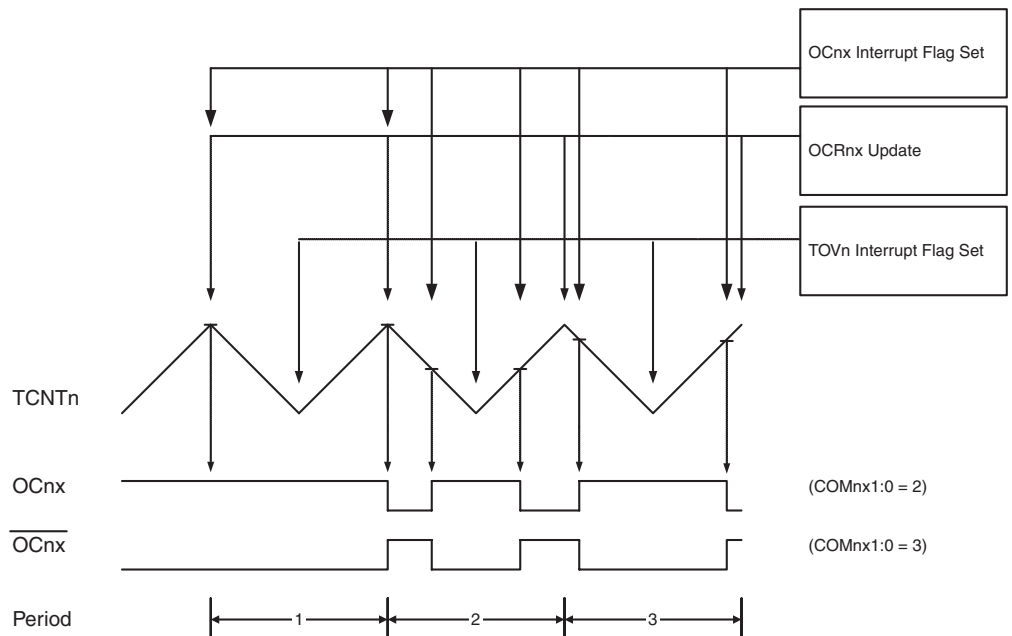 OCnx Interrupt Flag Set
OCRnx Update
TOVn Interrupt Flag Set
TCNTn
OCnx
(COMnx1:0 = 2)
OCnx
(COMnx1:0 = 3)
Period
1
2
3